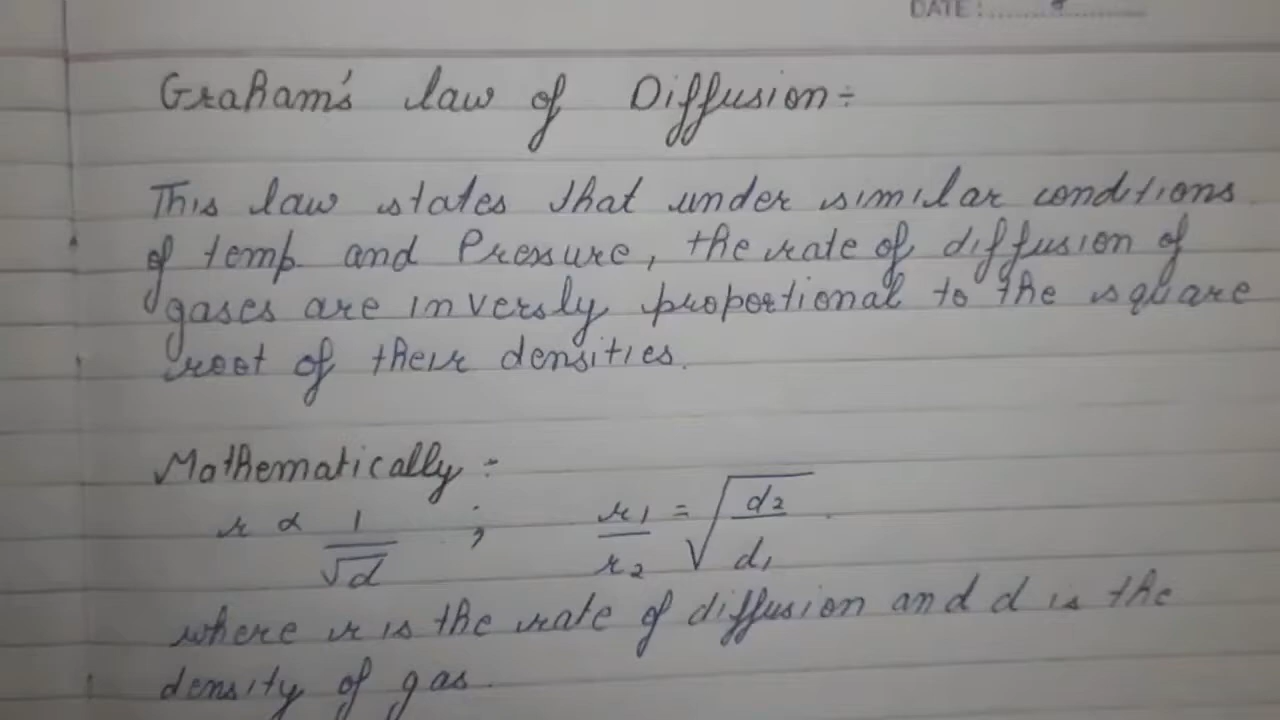 DATE :
Graham's law of Diffusion ÷
This law states that under similar conditions
of temp. and Pressure, the rate of diffusion of
gases are inversly proportional to the square
root of their densities.
Mathematically :-
r ∝ 1/√d ; r1/r2 = √(d2/d1)
where r is the rate of diffusion and d is the
density of gas.